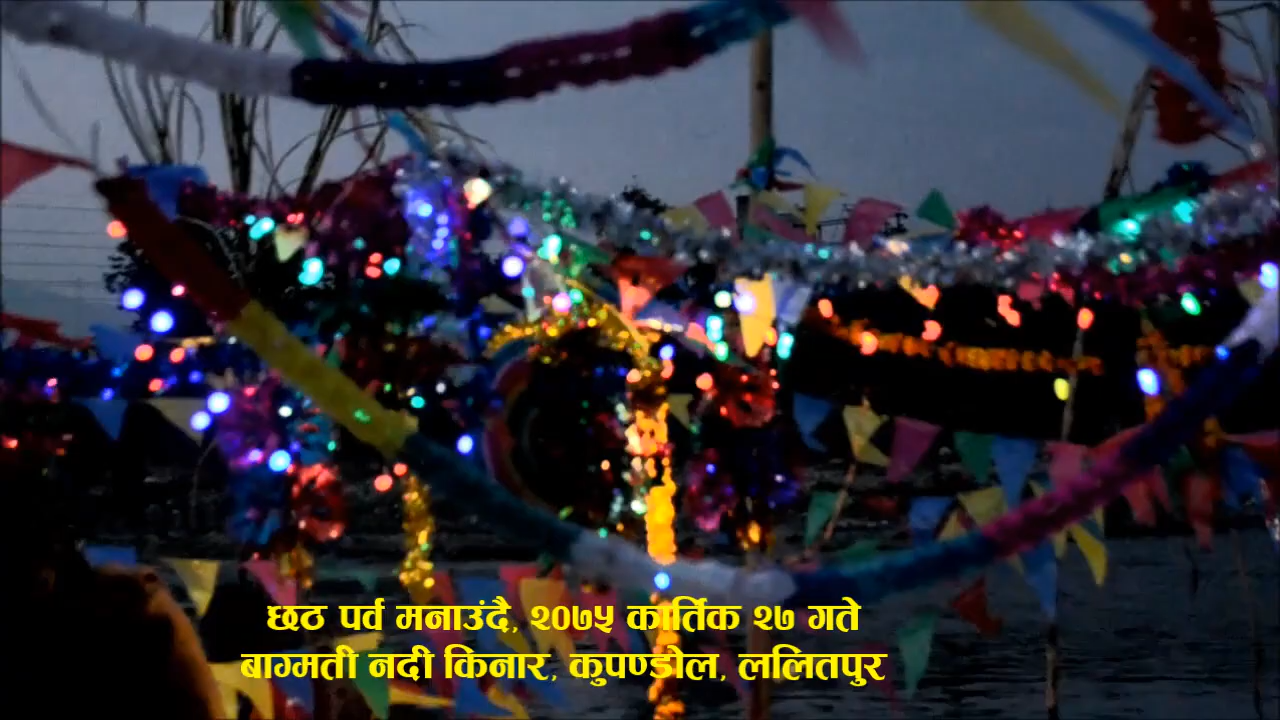 छठ पर्व मनाउंदै, २०७५ कार्तिक २७ गते
बाग्मती नदी किनार, कुपण्डोल, ललितपुर